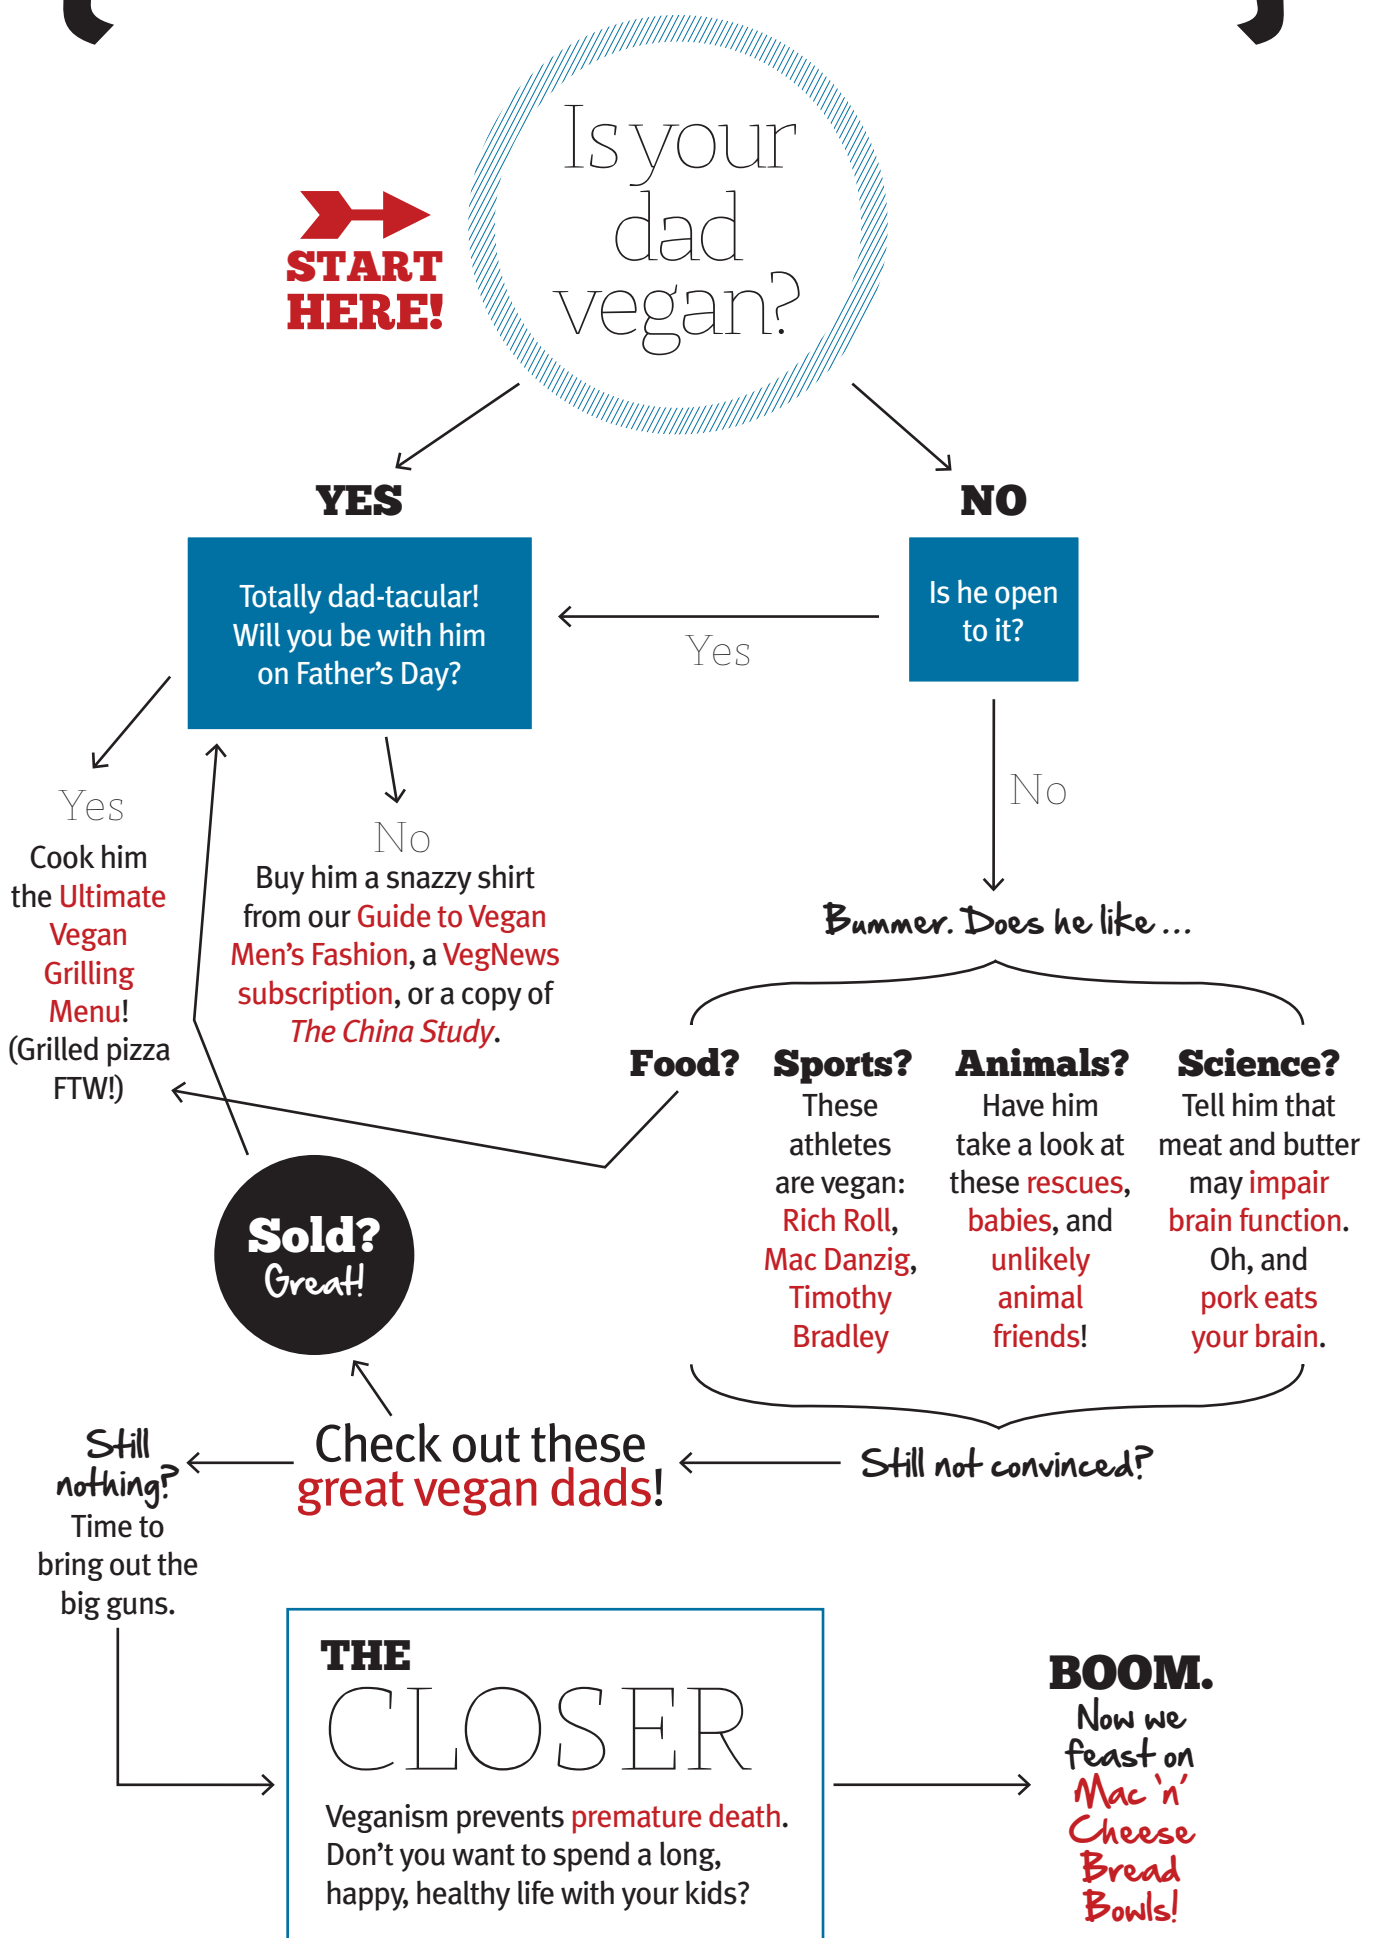 Is your
dad
vegan?
START
HERE!
YES
NO
Totally dad-tacular!
Will you be with him
on Father's Day?
Is he open
to it?
Yes
No
Yes
Cook him
the Ultimate
Vegan
Grilling
Menu!
(Grilled pizza
FTW!)
No
Buy him a snazzy shirt
from our Guide to Vegan
Men's Fashion, a VegNews
subscription, or a copy of
The China Study.
Bummer. Does he like ...
Food?
Sports?
These
athletes
are vegan:
Rich Roll,
Mac Danzig,
Timothy
Bradley
Animals?
Have him
take a look at
these rescues,
babies, and
unlikely
animal
friends!
Science?
Tell him that
meat and butter
may impair
brain function.
Oh, and
pork eats
your brain.
Sold?
Great!
Still not convinced?
Check out these
great vegan dads!
Still
nothing?
Time to
bring out the
big guns.
THE
CLOSER
Veganism prevents premature death.
Don't you want to spend a long,
happy, healthy life with your kids?
BOOM.
Now we
feast on
Mac 'n'
Cheese
Bread
Bowls!